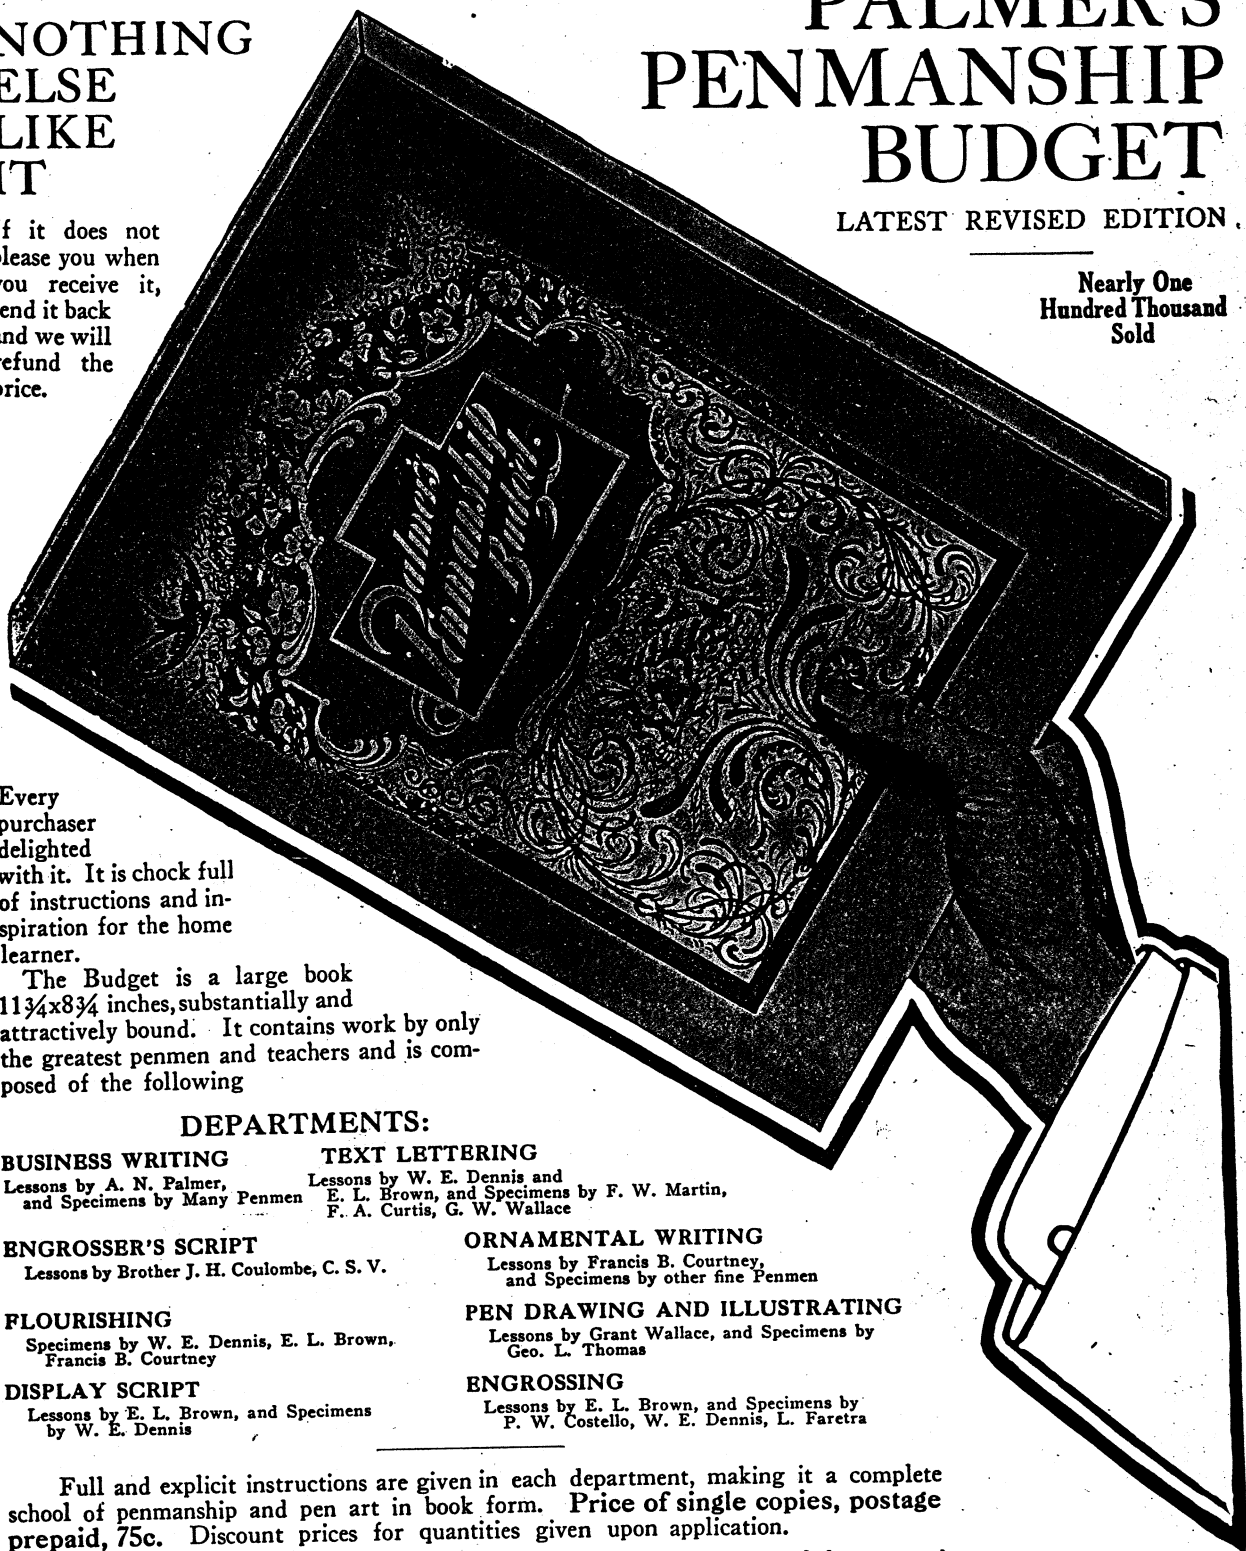 NOTHING
ELSE
LIKE
IT
PALMER'S
PENMANSHIP
BUDGET
LATEST REVISED EDITION
Nearly One
Hundred Thousand
Sold
f it does not
lease you when
ou receive it,
end it back
nd we will
efund the
rice.
Palmer's
Penmanship
Budget.
Every
purchaser
delighted
with it. It is chock full
of instructions and in-
spiration for the home
learner.
The Budget is a large book
11¾x8¾ inches, substantially and
attractively bound. It contains work by only
the greatest penmen and teachers and is com-
posed of the following
DEPARTMENTS:
BUSINESS WRITING
Lessons by A. N. Palmer,
and Specimens by Many Penmen
TEXT LETTERING
Lessons by W. E. Dennis and
E. L. Brown, and Specimens by F. W. Martin,
F. A. Curtis, G. W. Wallace
ENGROSSER'S SCRIPT
Lessons by Brother J. H. Coulombe, C. S. V.
ORNAMENTAL WRITING
Lessons by Francis B. Courtney,
and Specimens by other fine Penmen
FLOURISHING
Specimens by W. E. Dennis, E. L. Brown,
Francis B. Courtney
PEN DRAWING AND ILLUSTRATING
Lessons by Grant Wallace, and Specimens by
Geo. L. Thomas
DISPLAY SCRIPT
Lessons by E. L. Brown, and Specimens
by W. E. Dennis
ENGROSSING
Lessons by E. L. Brown, and Specimens by
P. W. Costello, W. E. Dennis, L. Faretra
Full and explicit instructions are given in each department, making it a complete
school of penmanship and pen art in book form. Price of single copies, postage
prepaid, 75c. Discount prices for quantities given upon application.